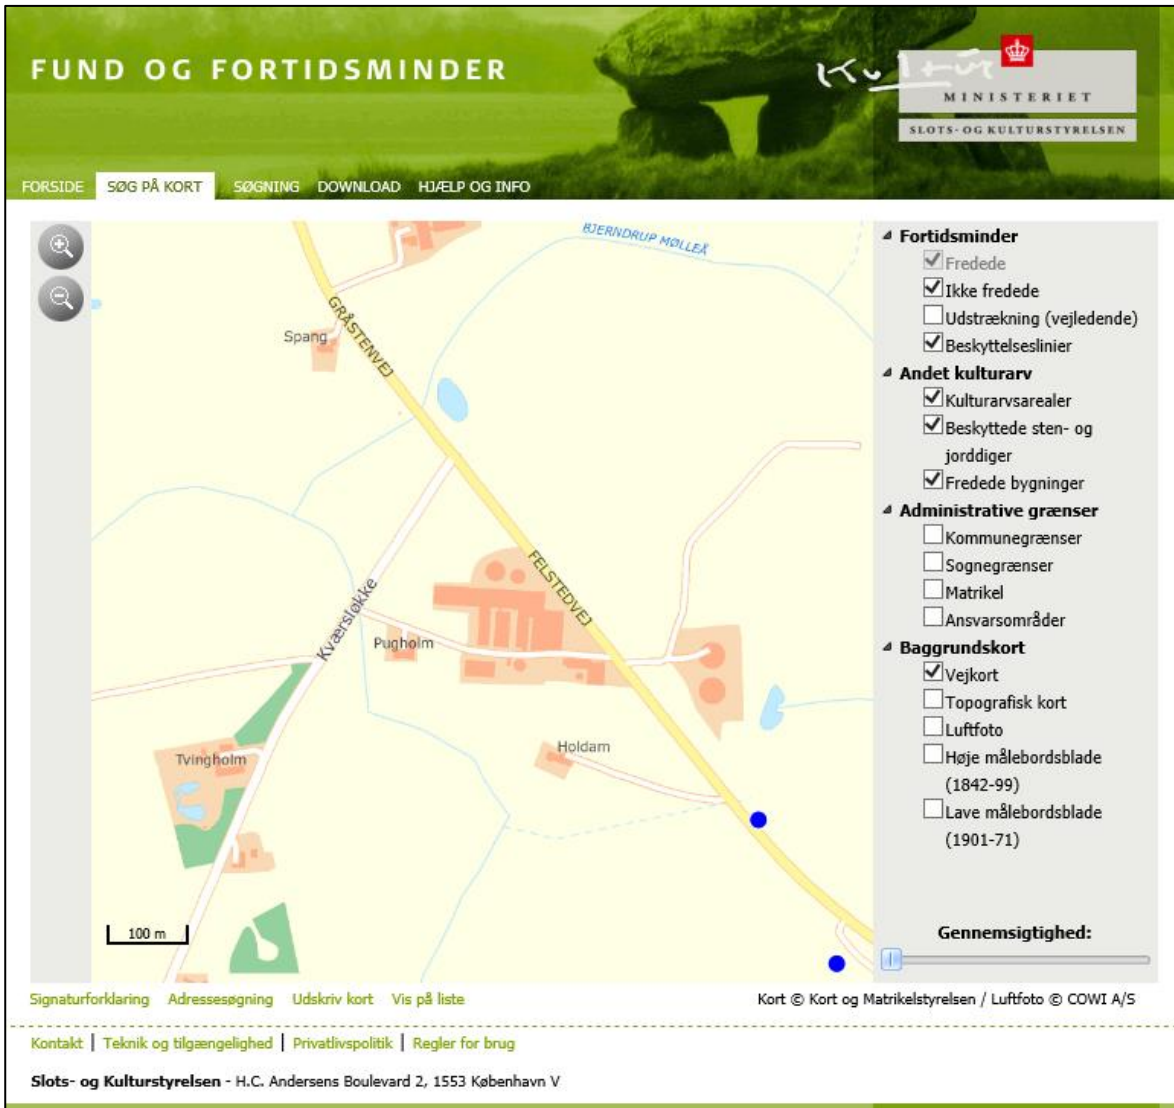 FUND OG FORTIDSMINDER
Kultur
MINISTERIET
SLOTS- OG KULTURSTYRELSEN
FORSIDE SØG PÅ KORT SØGNING DOWNLOAD HJÆLP OG INFO
BJERNDRUP MØLLEÅ
GRÅSTENVEJ
Spang
FELSTEDVEJ
Kværsløkke
Pugholm
Holdam
Tvingholm
100 m
Fortidsminder
Fredede
Ikke fredede
Udstrækning (vejledende)
Beskyttelseslinier
Andet kulturarv
Kulturarvsarealer
Beskyttede sten- og
jorddiger
Fredede bygninger
Administrative grænser
Kommunegrænser
Sognegrænser
Matrikel
Ansvarsområder
Baggrundskort
Vejkort
Topografisk kort
Luftfoto
Høje målebordsblade
(1842-99)
Lave målebordsblade
(1901-71)
Gennemsigtighed:
Signaturforklaring Adressesøgning Udskriv kort Vis på liste
Kort © Kort og Matrikelstyrelsen / Luftfoto © COWI A/S
Kontakt | Teknik og tilgængelighed | Privatlivspolitik | Regler for brug
Slots- og Kulturstyrelsen - H.C. Andersens Boulevard 2, 1553 København V